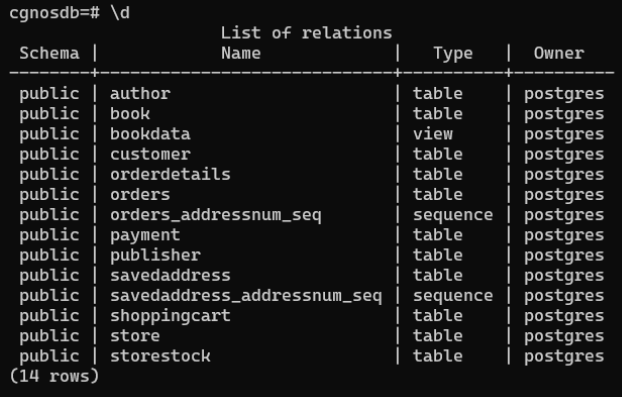 cgnosdb=# \d
                      List of relations
 Schema |            Name             |   Type   |  Owner
--------+-----------------------------+----------+----------
 public | author                      | table    | postgres
 public | book                        | table    | postgres
 public | bookdata                    | view     | postgres
 public | customer                    | table    | postgres
 public | orderdetails                | table    | postgres
 public | orders                      | table    | postgres
 public | orders_addressnum_seq       | sequence | postgres
 public | payment                     | table    | postgres
 public | publisher                   | table    | postgres
 public | savedaddress                | table    | postgres
 public | savedaddress_addressnum_seq | sequence | postgres
 public | shoppingcart                | table    | postgres
 public | store                       | table    | postgres
 public | storestock                  | table    | postgres
(14 rows)